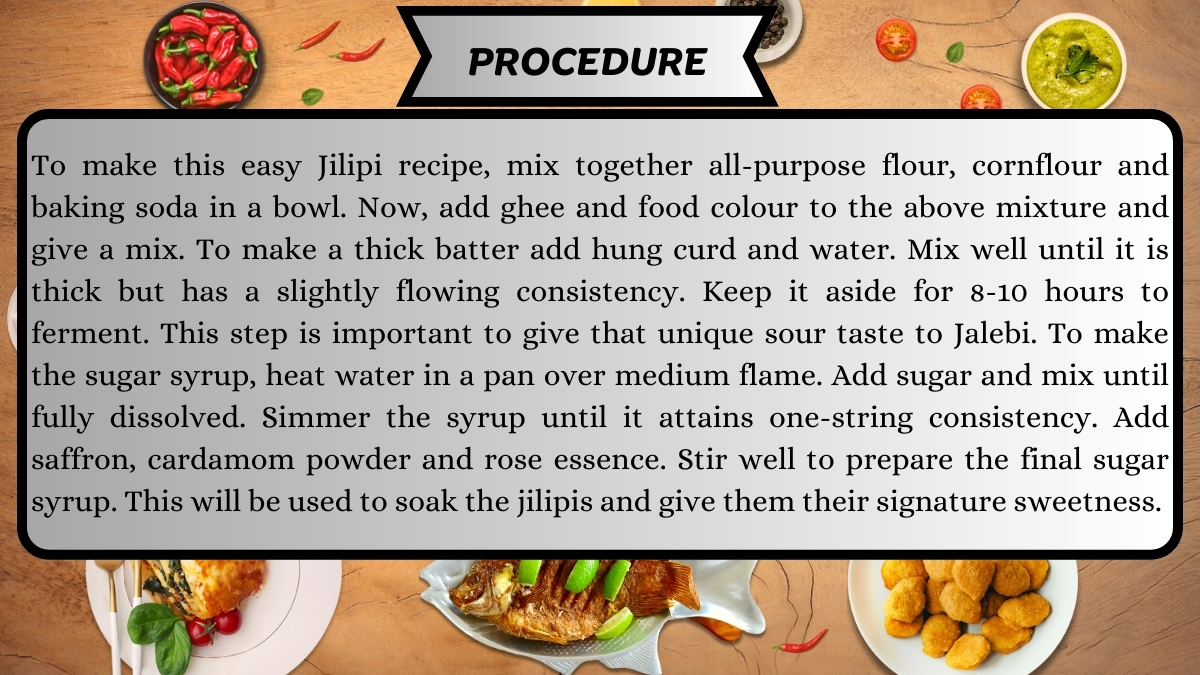 PROCEDURE
To make this easy Jilipi recipe, mix together all-purpose flour, cornflour and
baking soda in a bowl. Now, add ghee and food colour to the above mixture and
give a mix. To make a thick batter add hung curd and water. Mix well until it is
thick but has a slightly flowing consistency. Keep it aside for 8-10 hours to
ferment. This step is important to give that unique sour taste to Jalebi. To make
the sugar syrup, heat water in a pan over medium flame. Add sugar and mix until
fully dissolved. Simmer the syrup until it attains one-string consistency. Add
saffron, cardamom powder and rose essence. Stir well to prepare the final sugar
syrup. This will be used to soak the jilipis and give them their signature sweetness.